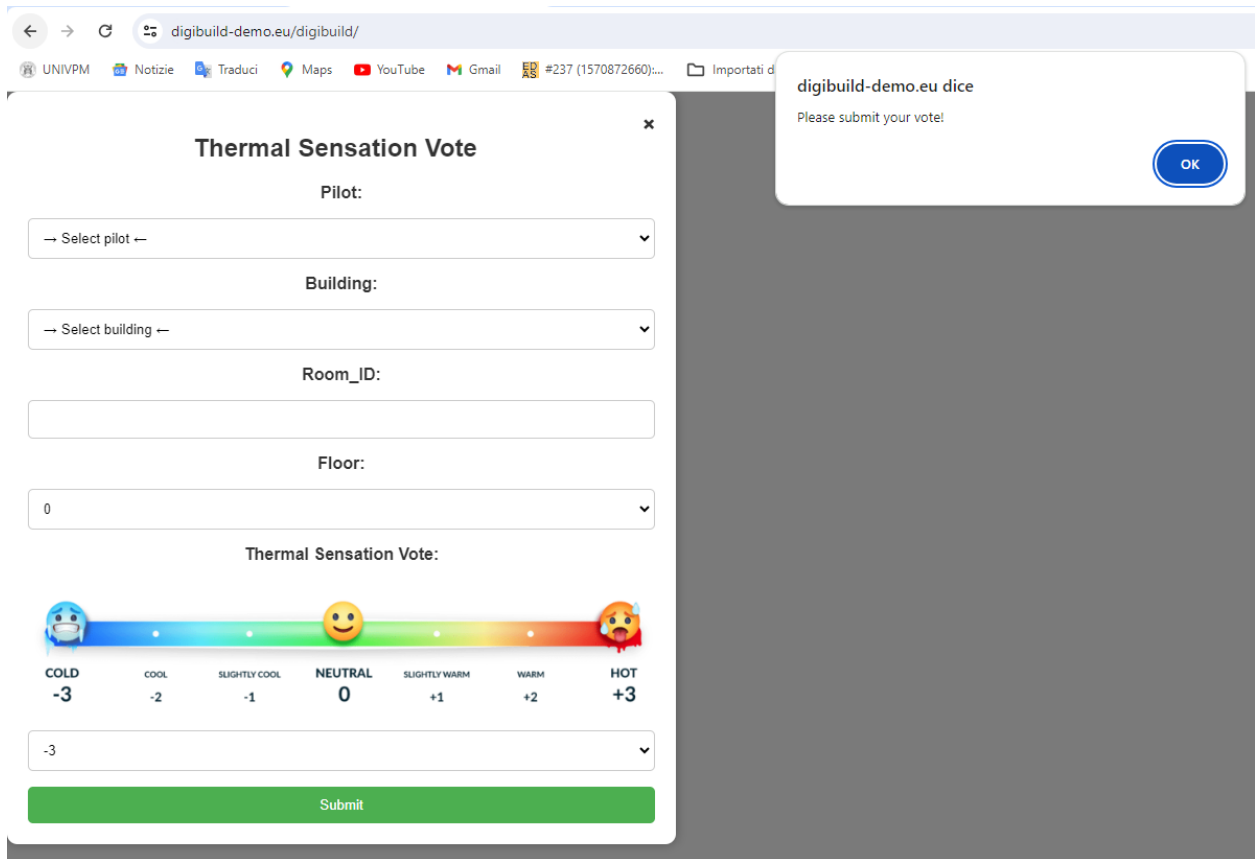 digibuild-demo.eu/digibuild/
UNIVPM Notizie Traduci Maps YouTube Gmail EDAS #237 (1570872660):... Importati d
digibuild-demo.eu dice
Please submit your vote!
OK
×
Thermal Sensation Vote
Pilot:
→ Select pilot ←
Building:
→ Select building ←
Room_ID:
Floor:
0
Thermal Sensation Vote:
COLD COOL SLIGHTLY COOL NEUTRAL SLIGHTLY WARM WARM HOT
-3 -2 -1 0 +1 +2 +3
-3
Submit